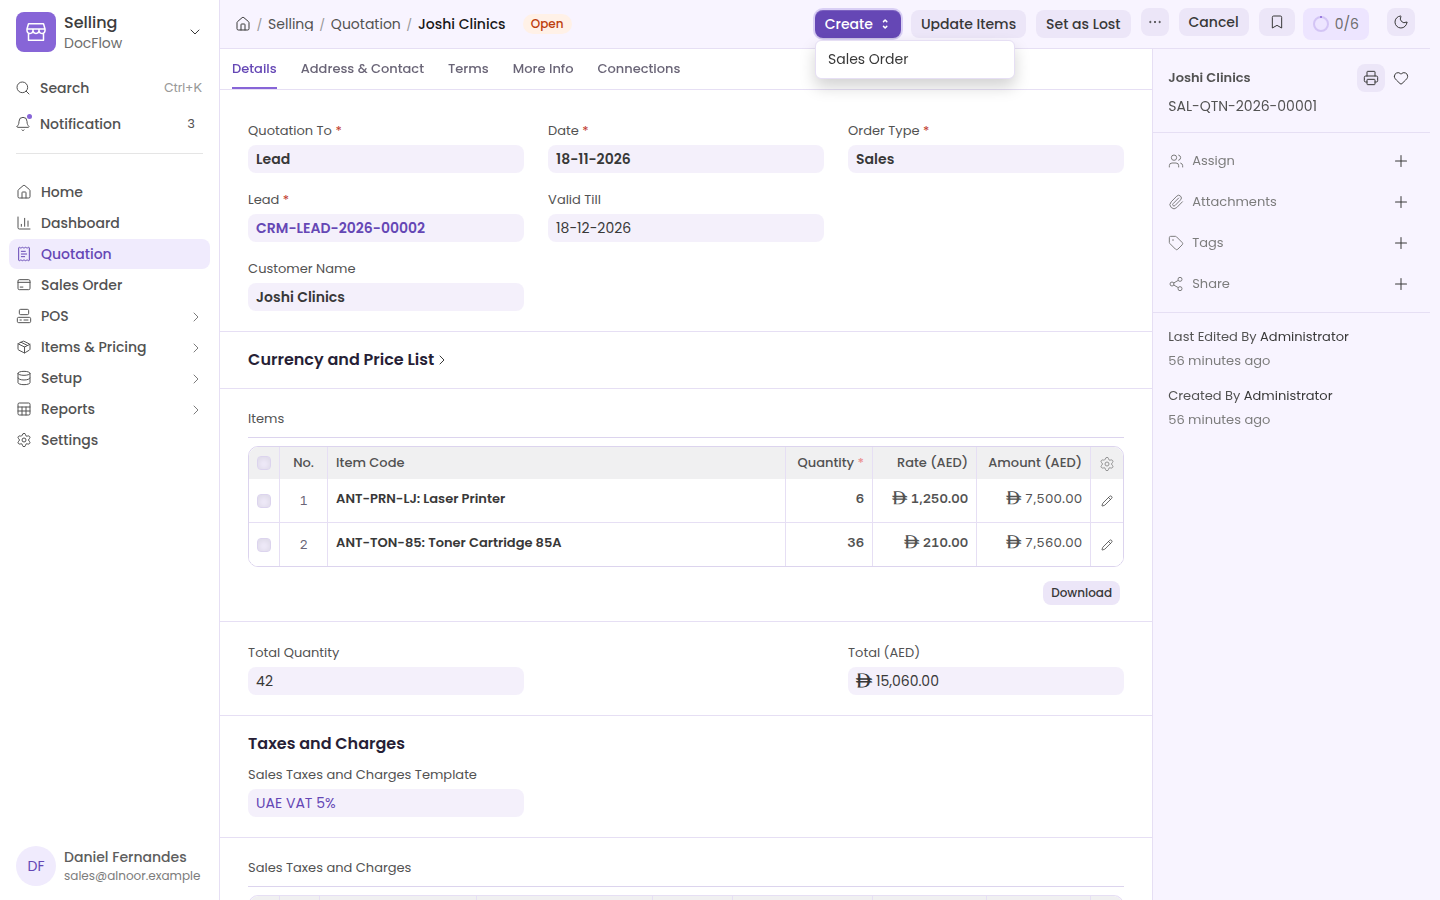 Selling
DocFlow
Search
Ctrl+K
Notification
3
Home
Dashboard
Quotation
Sales Order
POS
Items & Pricing
Setup
Reports
Settings
DF
Daniel Fernandes
sales@alnoor.example
/ Selling / Quotation / Joshi Clinics
Open
Create
Update Items
Set as Lost
...
Cancel
0/6
Sales Order
Details
Address & Contact
Terms
More Info
Connections
Quotation To *
Date *
Order Type *
Lead
18-11-2026
Sales
Lead *
Valid Till
CRM-LEAD-2026-00002
18-12-2026
Customer Name
Joshi Clinics
Currency and Price List
Items
No.
Item Code
Quantity *
Rate (AED)
Amount (AED)
1
ANT-PRN-LJ: Laser Printer
6
1,250.00
7,500.00
2
ANT-TON-85: Toner Cartridge 85A
36
210.00
7,560.00
Download
Total Quantity
Total (AED)
42
15,060.00
Taxes and Charges
Sales Taxes and Charges Template
UAE VAT 5%
Sales Taxes and Charges
Joshi Clinics
SAL-QTN-2026-00001
Assign
Attachments
Tags
Share
Last Edited By Administrator
56 minutes ago
Created By Administrator
56 minutes ago